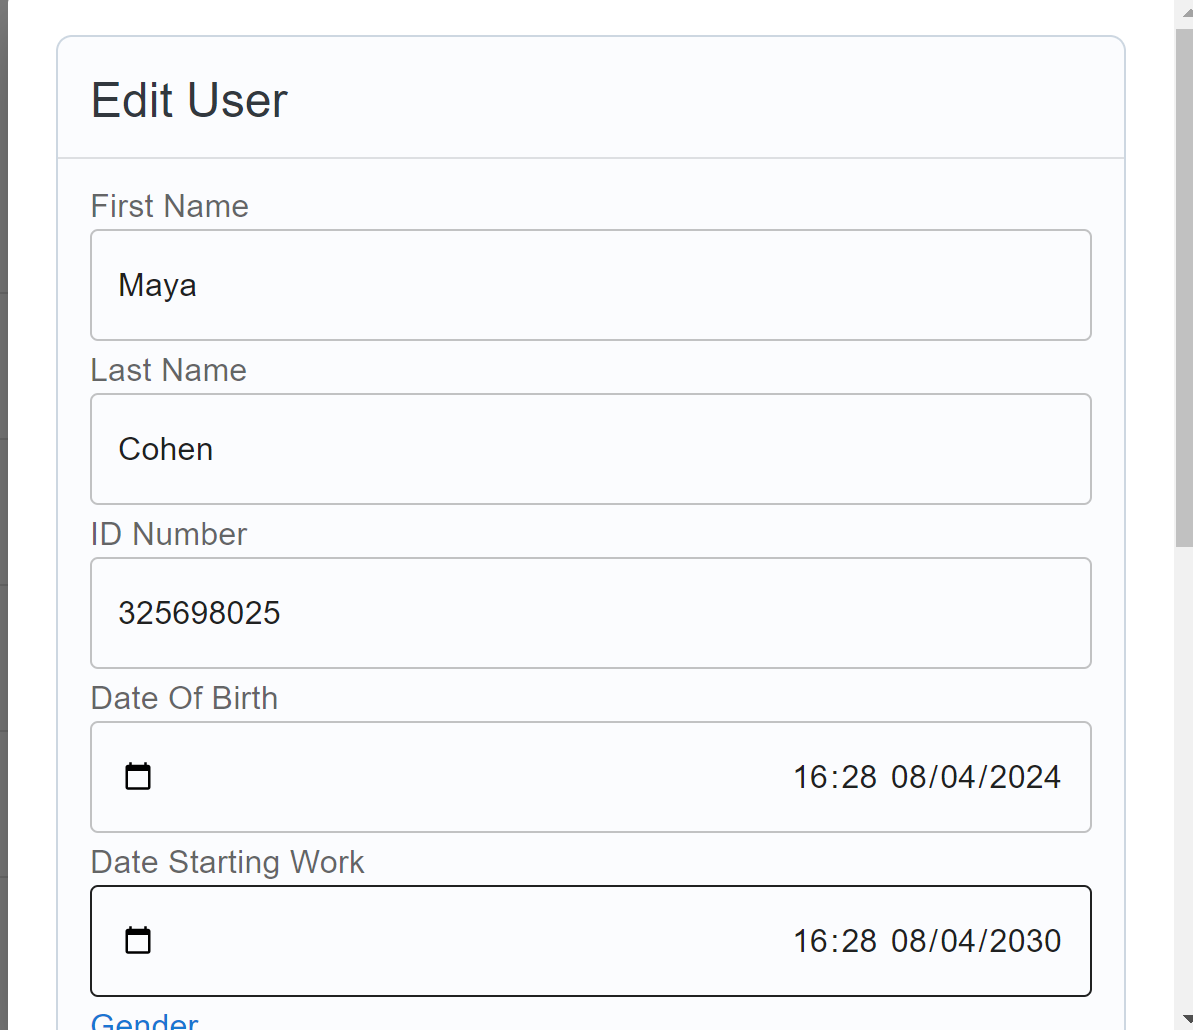 Edit User
First Name
Maya
Last Name
Cohen
ID Number
325698025
Date Of Birth
16:28 08/04/2024
Date Starting Work
16:28 08/04/2030
Gender